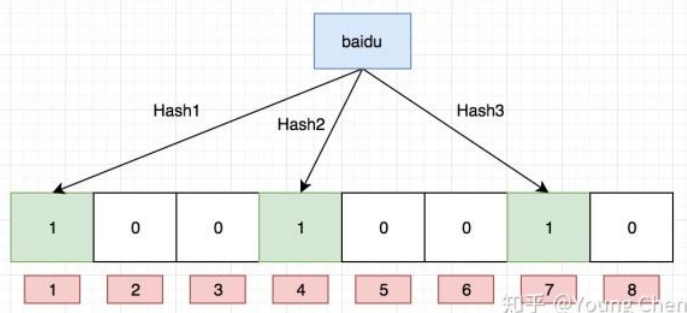 baidu
Hash1
Hash2
Hash3
1 0 0 1 0 0 1 0
1 2 3 4 5 6 7 8
知乎 @Young Chen